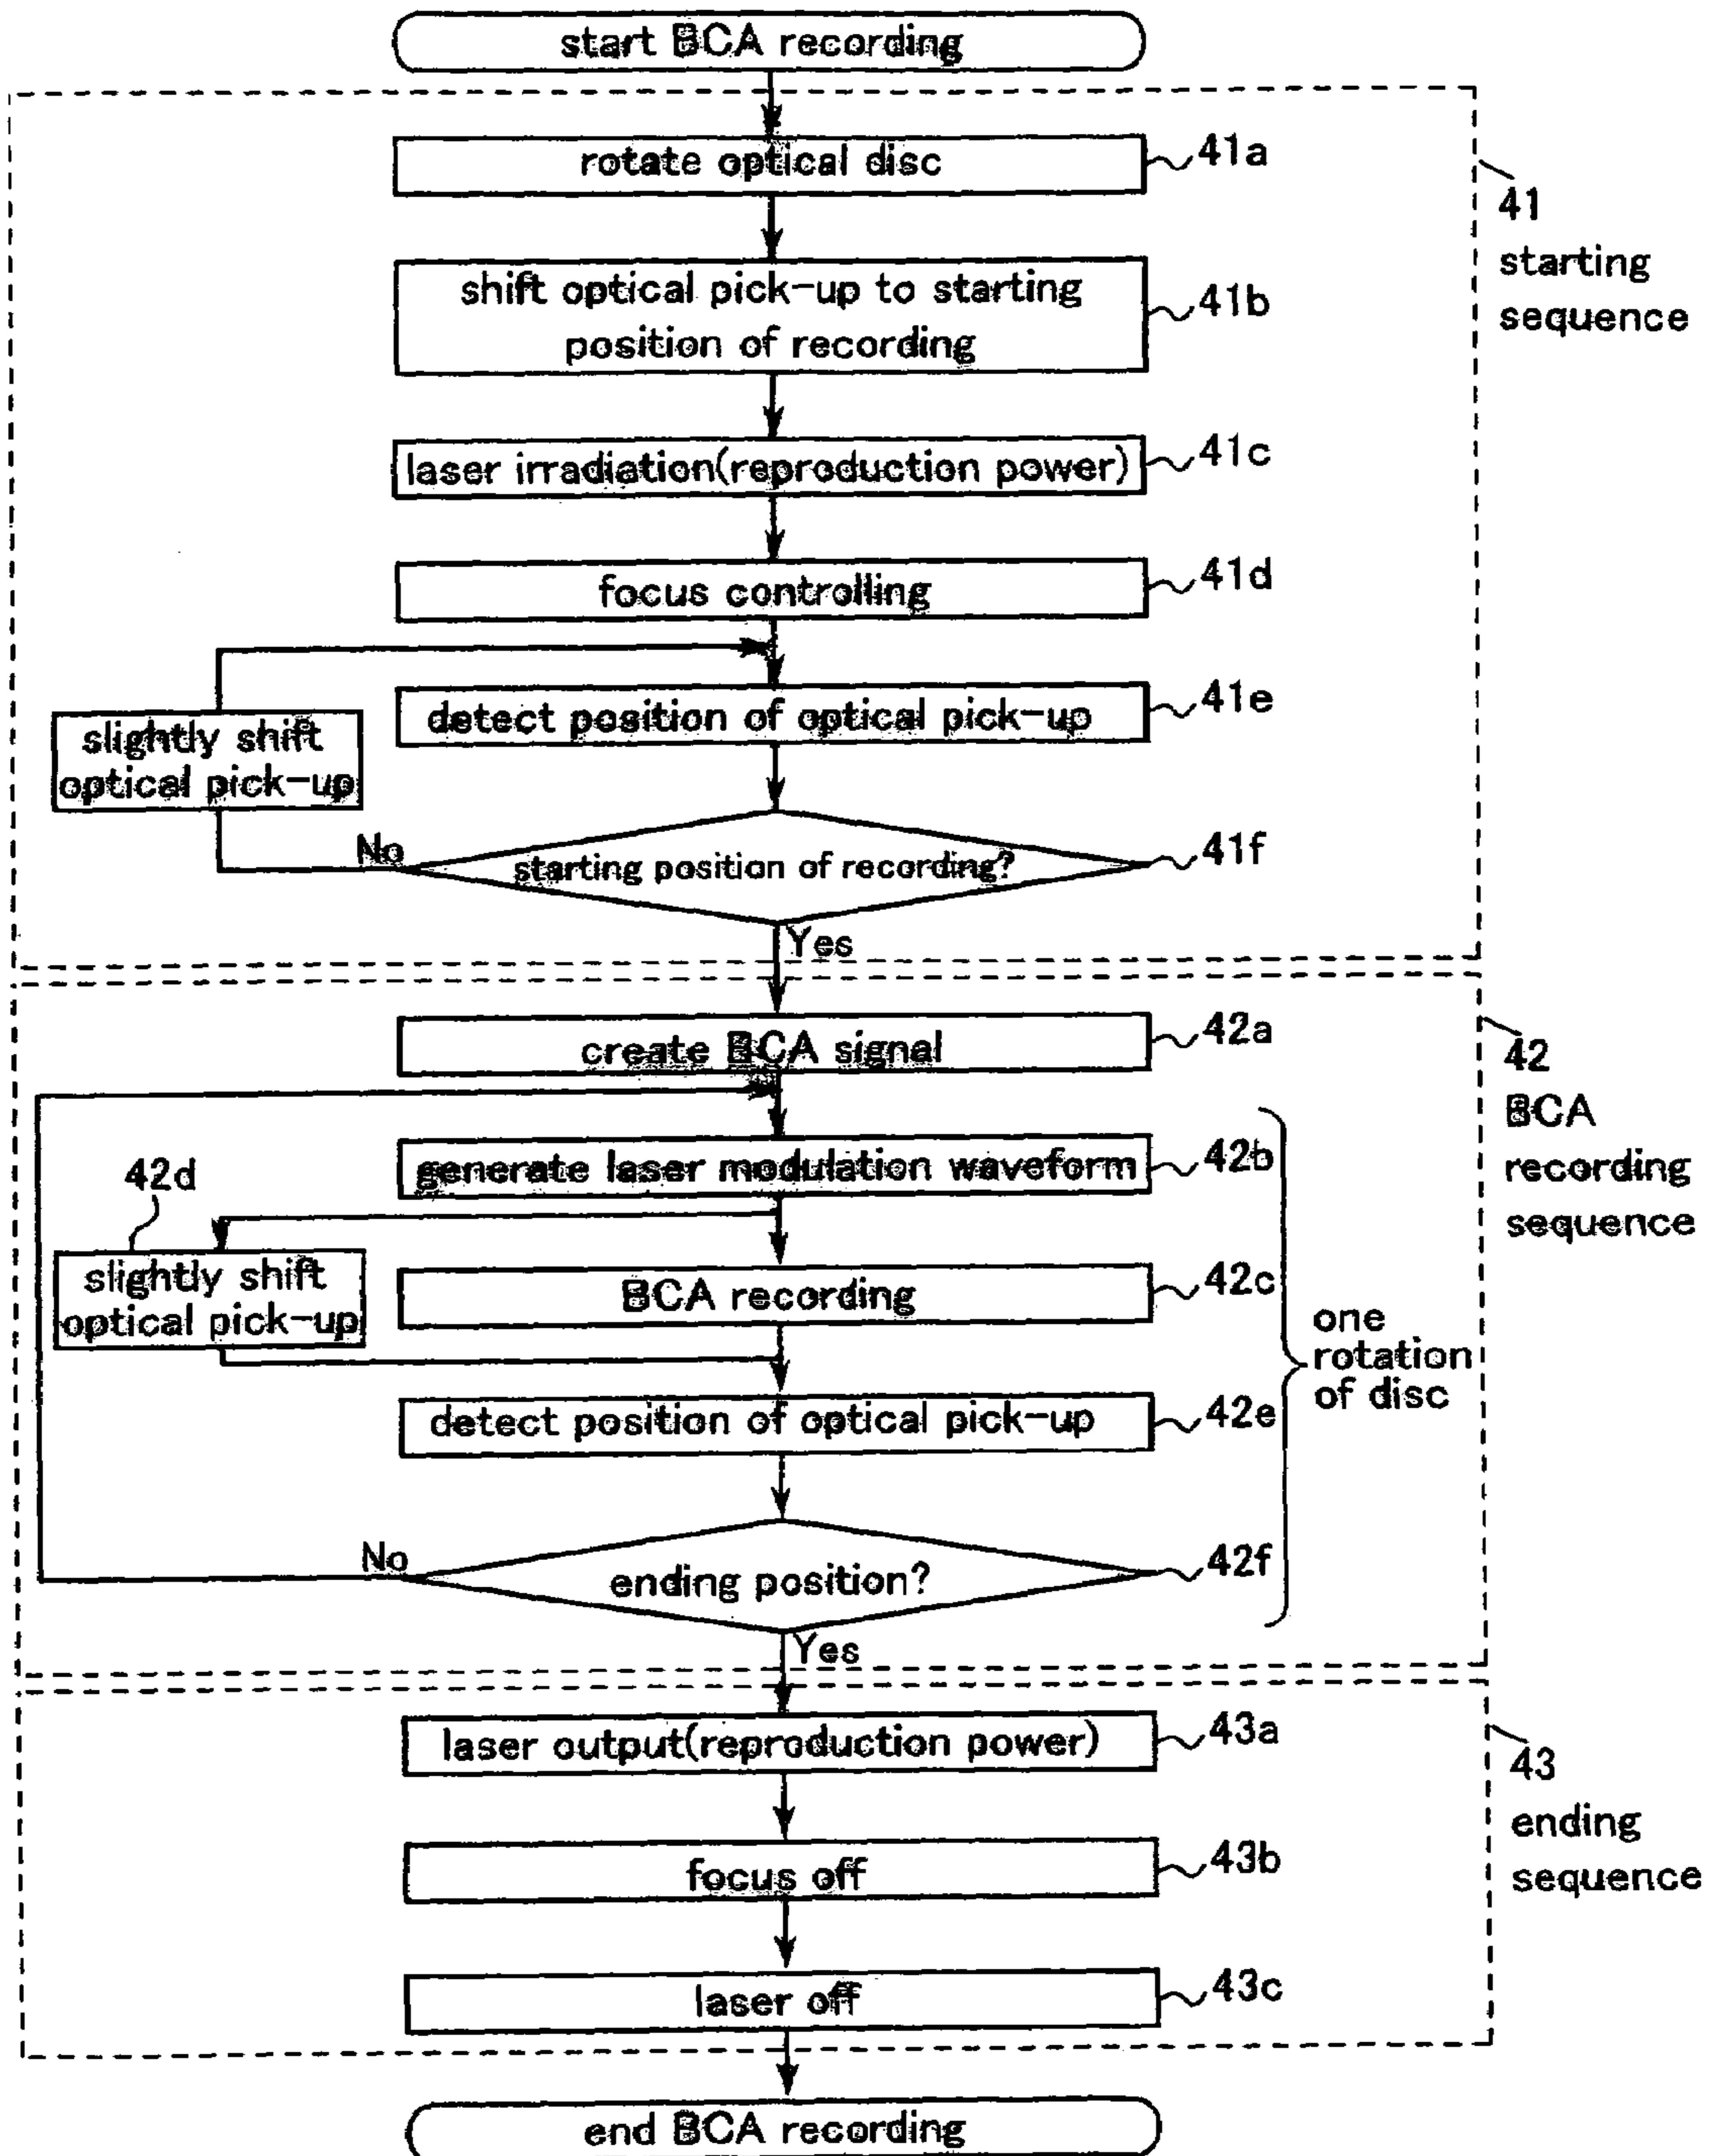 start BCA recording
rotate optical disc
41a
41
starting
sequence
shift optical pick-up to starting
position of recording
41b
laser irradiation(reproduction power)
41c
focus controlling
41d
detect position of optical pick-up
41e
slightly shift
optical pick-up
No
starting position of recording?
41f
Yes
create BCA signal
42a
42
BCA
recording
sequence
generate laser modulation waveform
42b
42d
slightly shift
optical pick-up
BCA recording
42c
one
rotation
of disc
detect position of optical pick-up
42e
No
ending position?
42f
Yes
laser output(reproduction power)
43a
43
ending
sequence
focus off
43b
laser off
43c
end BCA recording